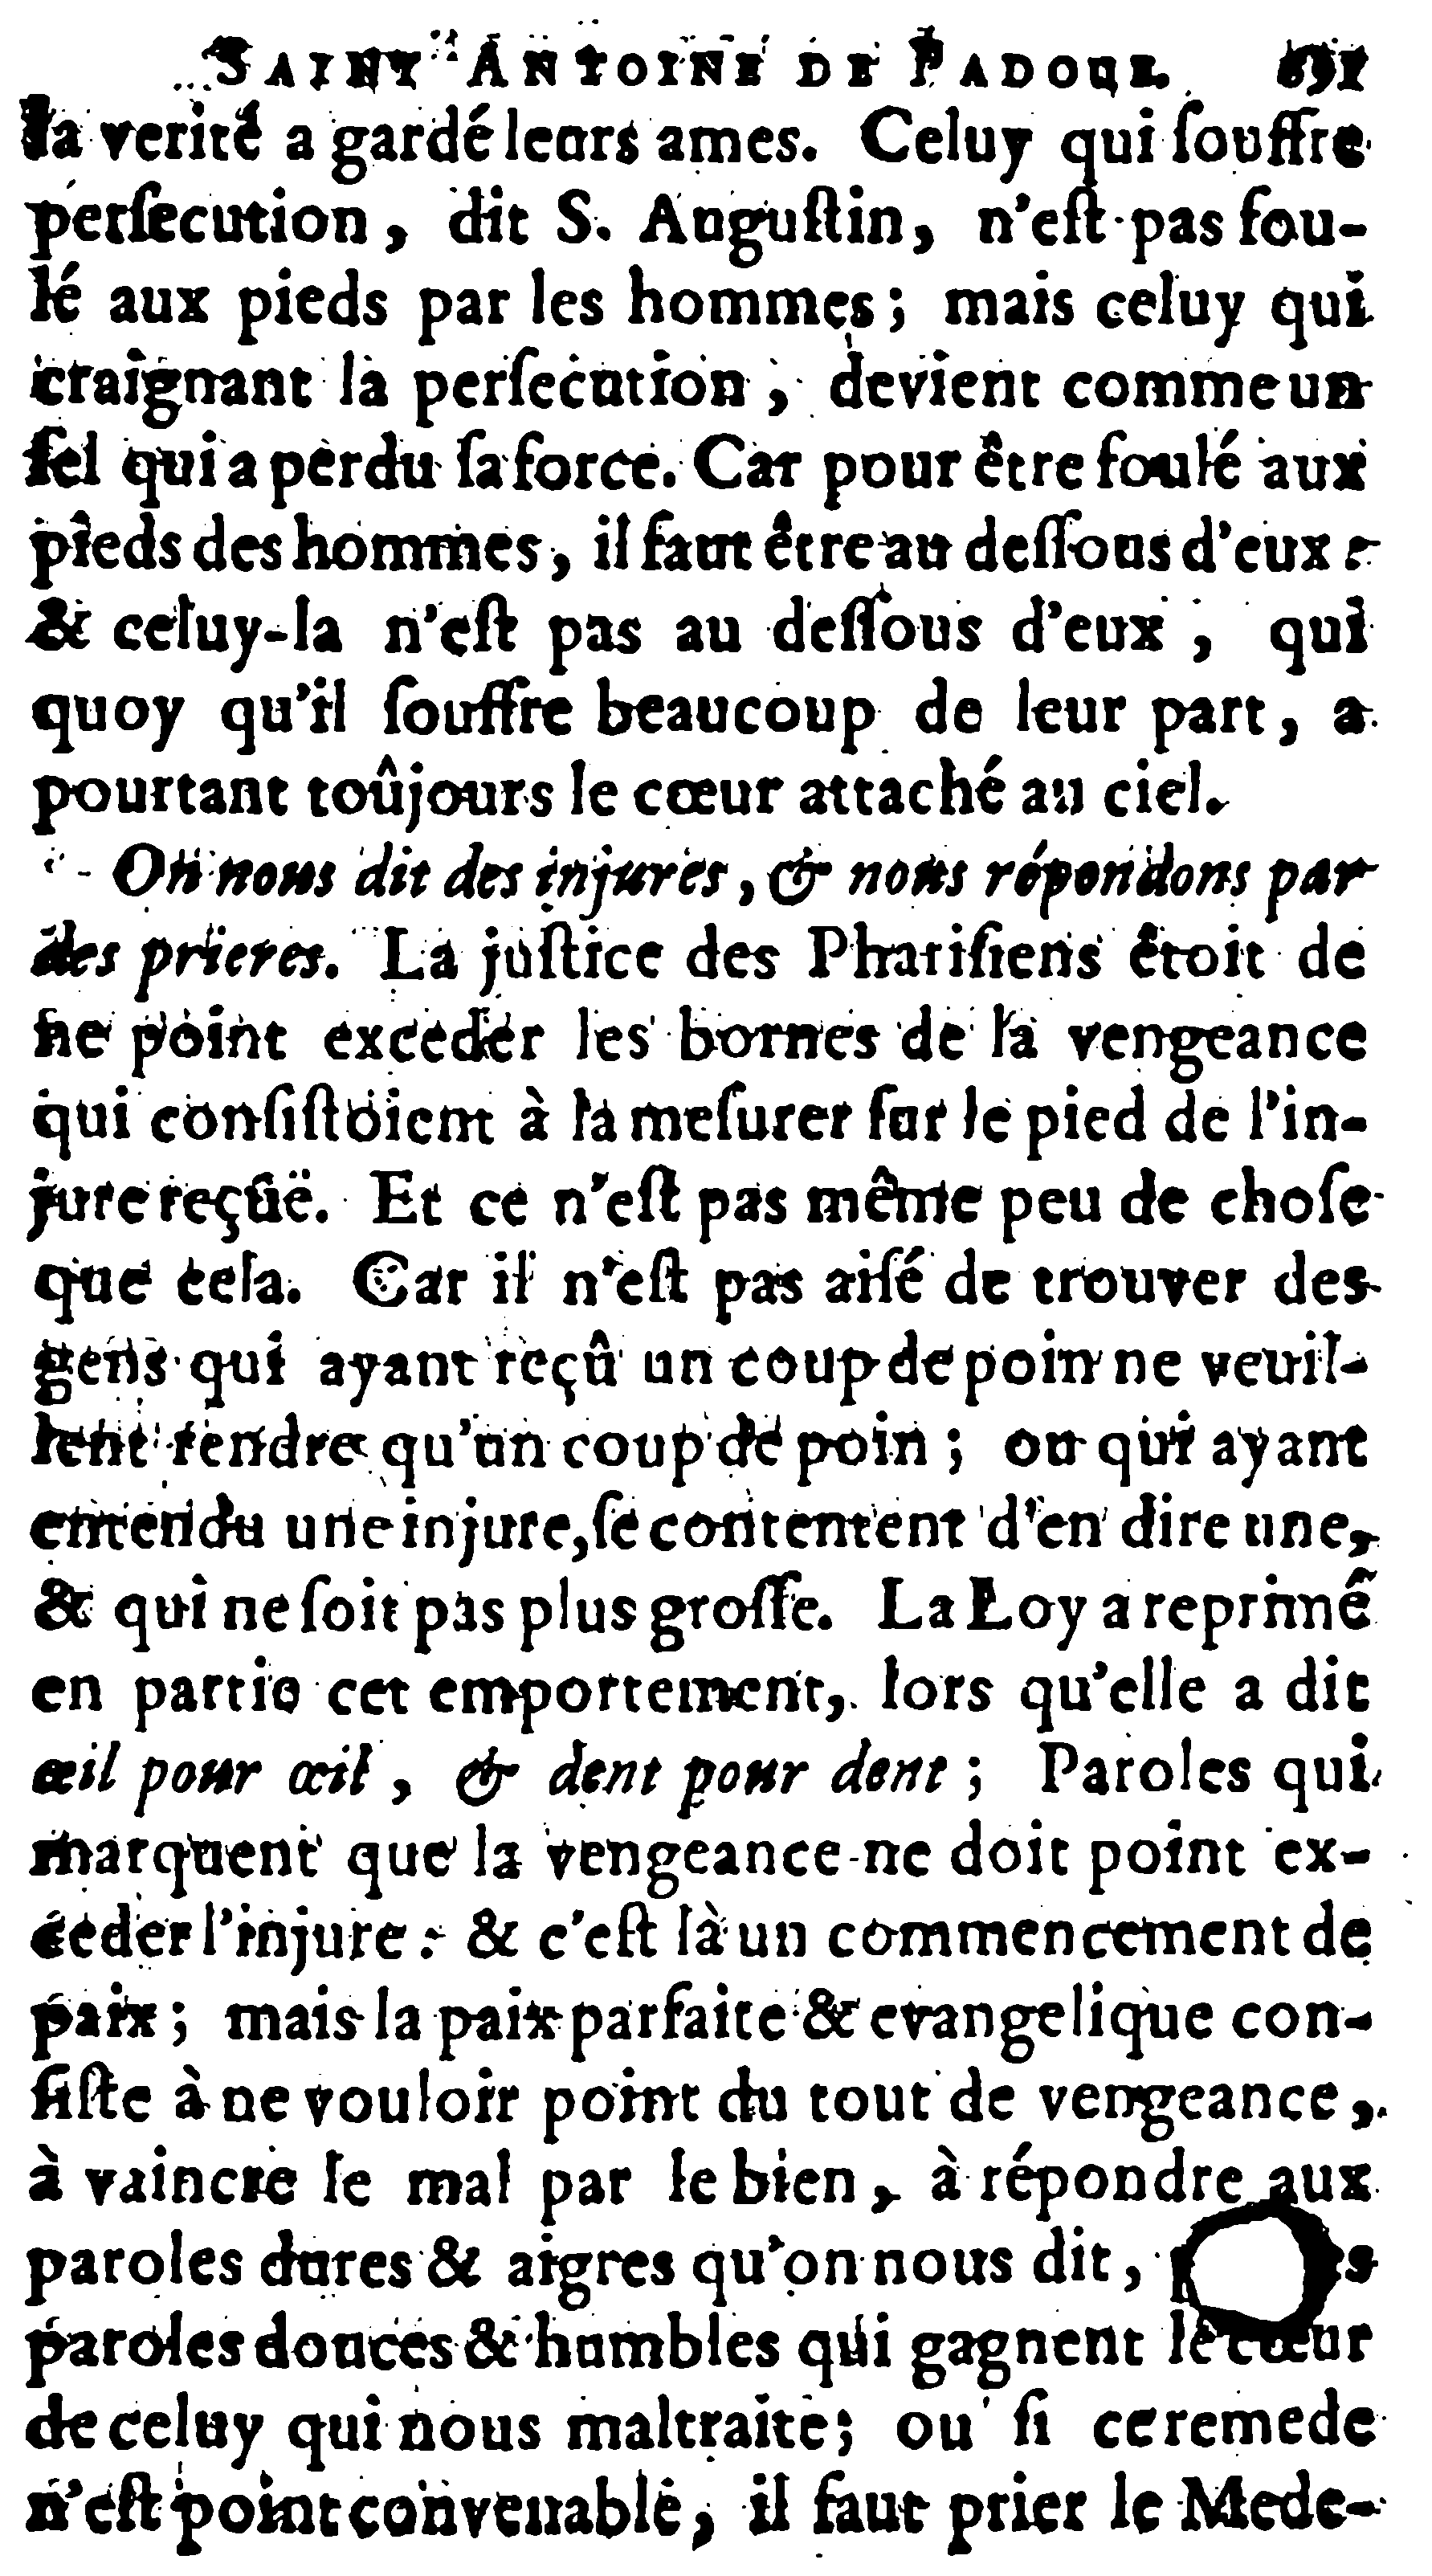 SAINT ANTOINE DE PADOUE. 691
la verité a gardé leurs ames. Celuy qui ſouffre
perſecution, dit S. Auguſtin, n'eſt pas fou-
lé aux pieds par les hommes; mais celuy qui
craignant la perſecution, devient comme un
ſel qui a perdu ſa force. Car pour être foulé aux
pieds des hommes, il faut être au deſſous d'eux:
& celuy-la n'eſt pas au deſſous d'eux, qui
quoy qu'il ſouffre beaucoup de leur part, a
pourtant toûjours le cœur attaché au ciel.
On nous dit des injures, & nous répondons par
des prieres. La juſtice des Phariſiens étoit de
ne point exceder les bornes de la vengeance
qui conſiſtoient à la meſurer ſur le pied de l'in-
jure reçûë. Et ce n'eſt pas même peu de choſe
que cela. Car il n'eſt pas aiſé de trouver des
gens qui ayant reçû un coup de poin ne veuil-
lent rendre qu'un coup de poin; ou qui ayant
entendu une injure, ſe contentent d'en dire une,
& qui ne ſoit pas plus groſſe. La Loy a reprimé
en partie cet emportement, lors qu'elle a dit
œil pour œil, & dent pour dent; Paroles qui
marquent que la vengeance ne doit point ex-
ceder l'injure: & c'eſt là un commencement de
paix; mais la paix parfaite & evangelique con-
ſiſte à ne vouloir point du tout de vengeance,
à vaincre le mal par le bien, à répondre aux
paroles dures & aigres qu'on nous dit,
paroles douces & humbles qui gagnent le cœur
de celuy qui nous maltraite; ou ſi ce remede
n'eſt point convenable, il faut prier le Mede-